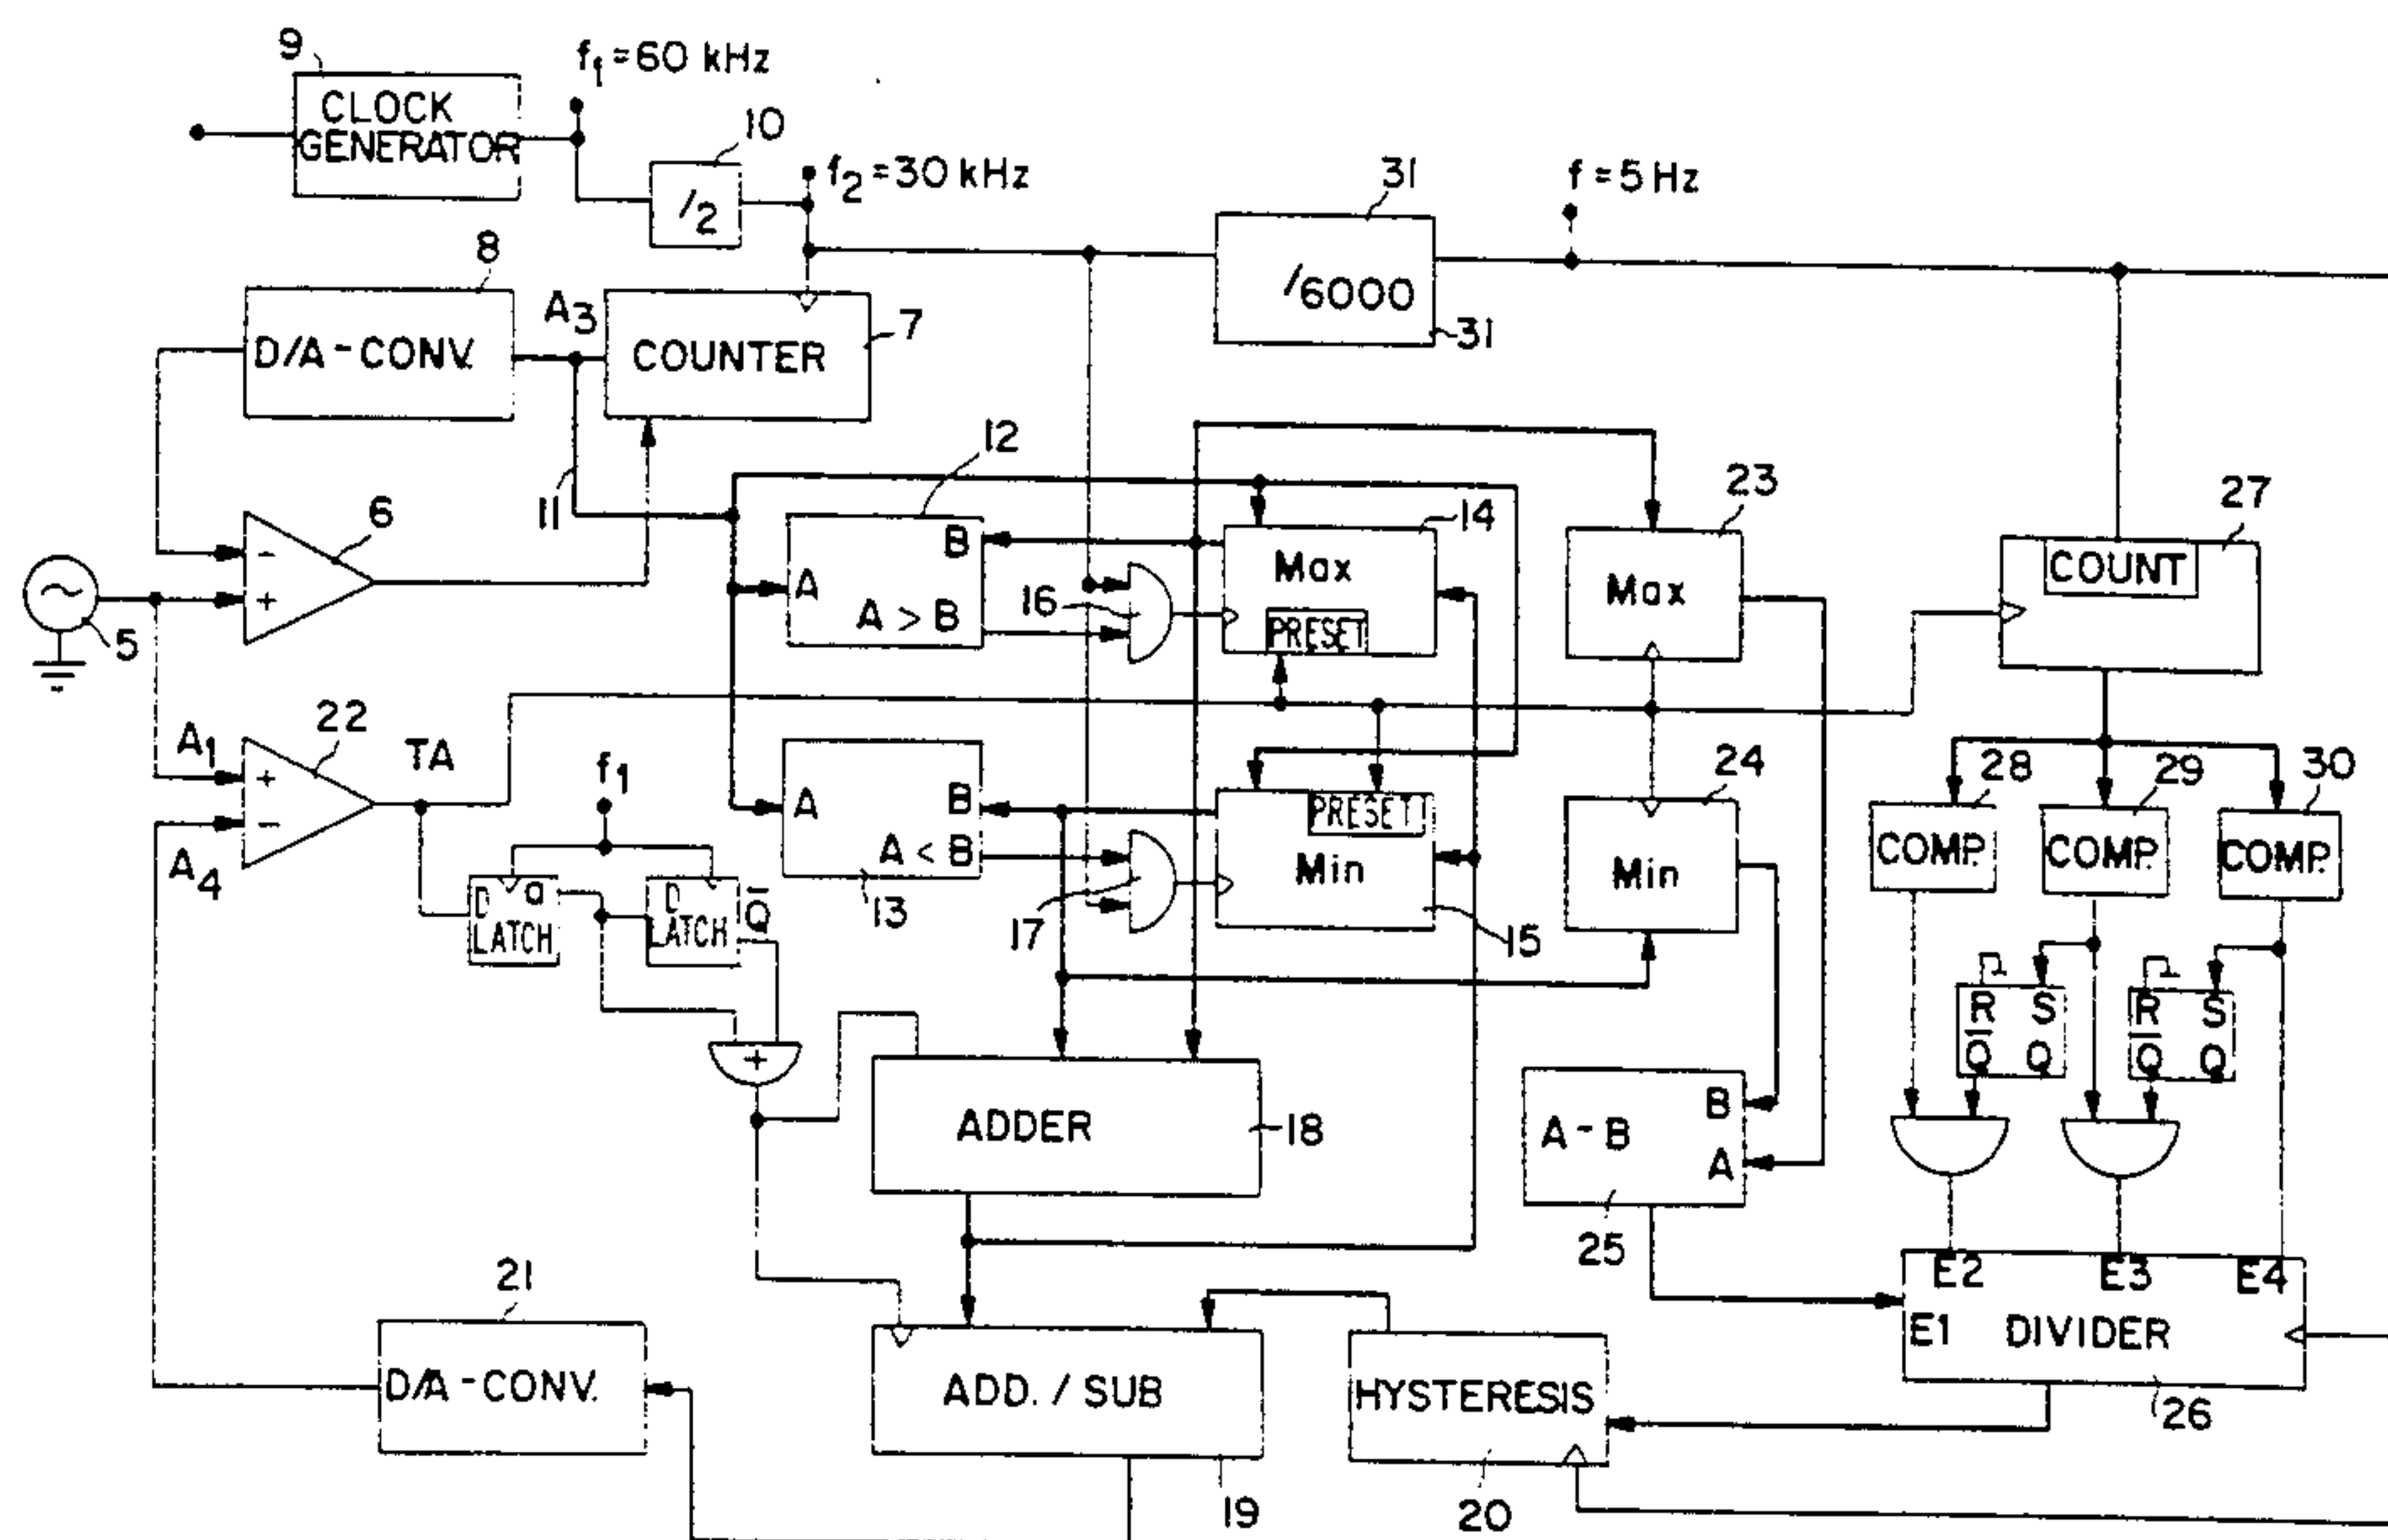 9
f1 = 60 kHz
CLOCK
GENERATOR
10
/2
f2 = 30 kHz
31
f = 5 Hz
/6000
31
8
D/A - CONV.
A3
COUNTER
7
11
12
6
-
+
5
A
B
A > B
16
14
Max
PRESET
23
Max
27
COUNT
A1
22
TA
+
-
A4
f1
D Q
LATCH
D
LATCH
Q̅
A
B
A < B
13
17
PRESET
Min
15
24
Min
28
COMP.
29
COMP.
30
COMP.
R S
Q̅ Q
R S
Q̅ Q
+
ADDER
18
A - B
B
A
25
E2 E3 E4
E1 DIVIDER
26
21
D/A - CONV.
ADD. / SUB
19
HYSTERESIS
20